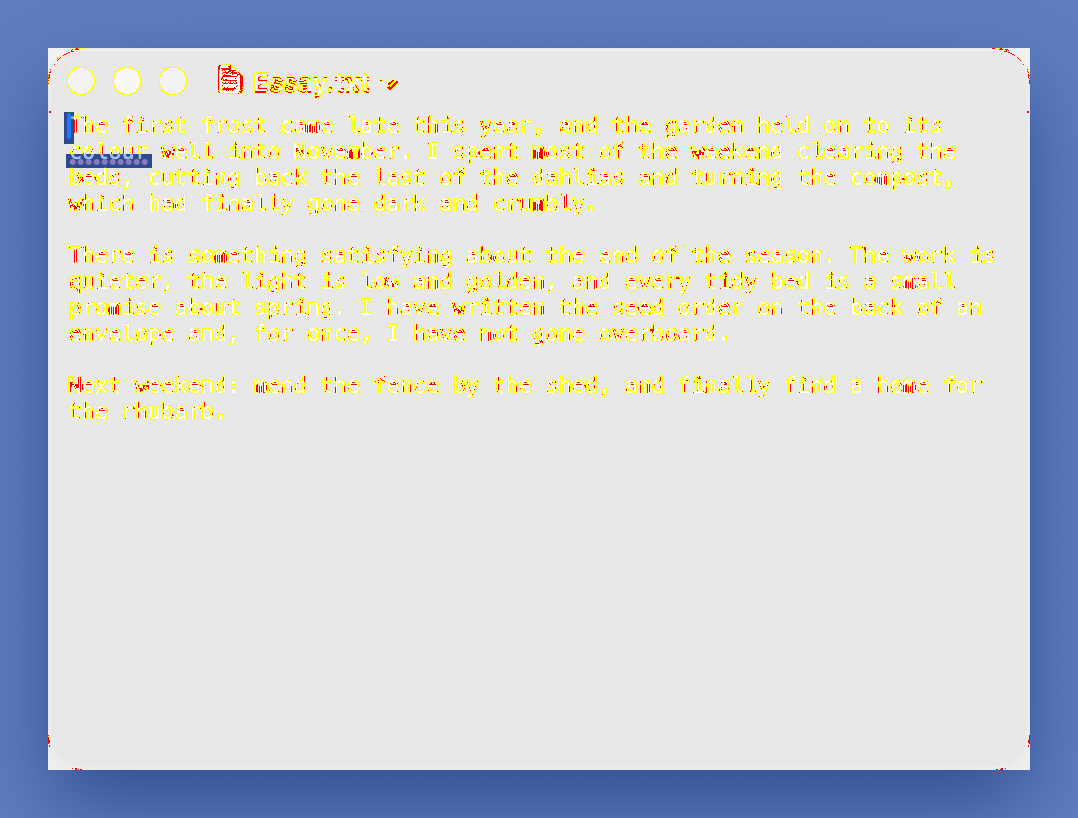 Essay.txt
The first frost came late this year, and the garden held on to its
colour well into November. I spent most of the weekend clearing the
beds, cutting back the last of the dahlias and turning the compost,
which had finally gone dark and crumbly.
There is something satisfying about the end of the season. The work is
quieter, the light is low and golden, and every tidy bed is a small
promise about spring. I have written the seed order on the back of an
envelope and, for once, I have not gone overboard.
Next weekend: mend the fence by the shed, and finally find a home for
the rhubarb.